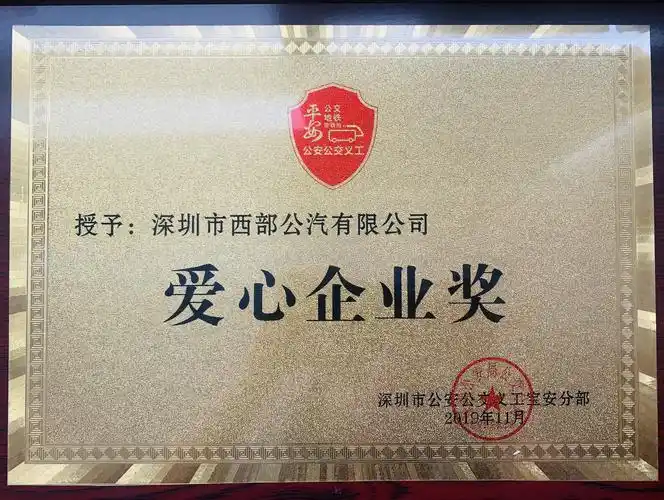 平安
公交
地铁
公安公交义工
授予：深圳市西部公汽有限公司
爱心企业奖
深圳市公安公交义工宝安分部
2019年11月